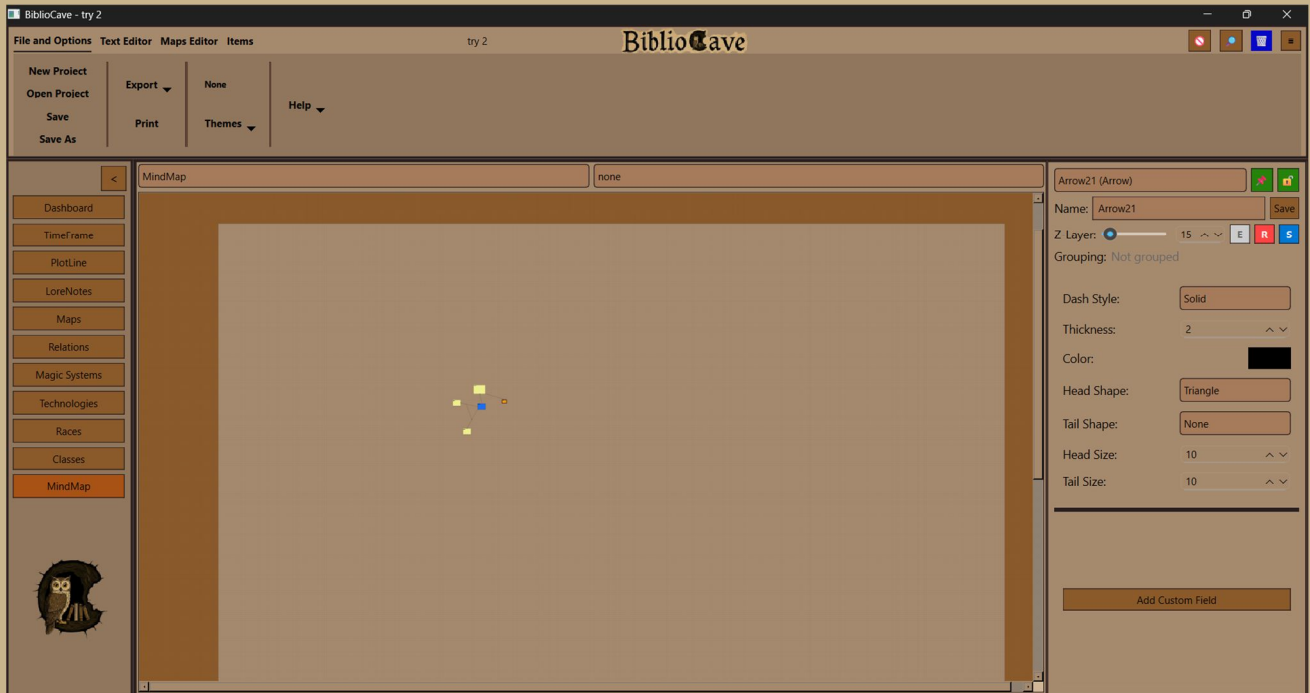 BiblioCave - try 2
File and Options Text Editor Maps Editor Items
try 2
BiblioCave
New Project
Open Project
Save
Save As
Export
Print
None
Themes
Help
<
Dashboard
TimeFrame
PlotLine
LoreNotes
Maps
Relations
Magic Systems
Technologies
Races
Classes
MindMap
MindMap
none
Arrow21 (Arrow)
Name: Arrow21 Save
Z Layer: 15 E R S
Grouping: Not grouped
Dash Style: Solid
Thickness: 2
Color:
Head Shape: Triangle
Tail Shape: None
Head Size: 10
Tail Size: 10
Add Custom Field